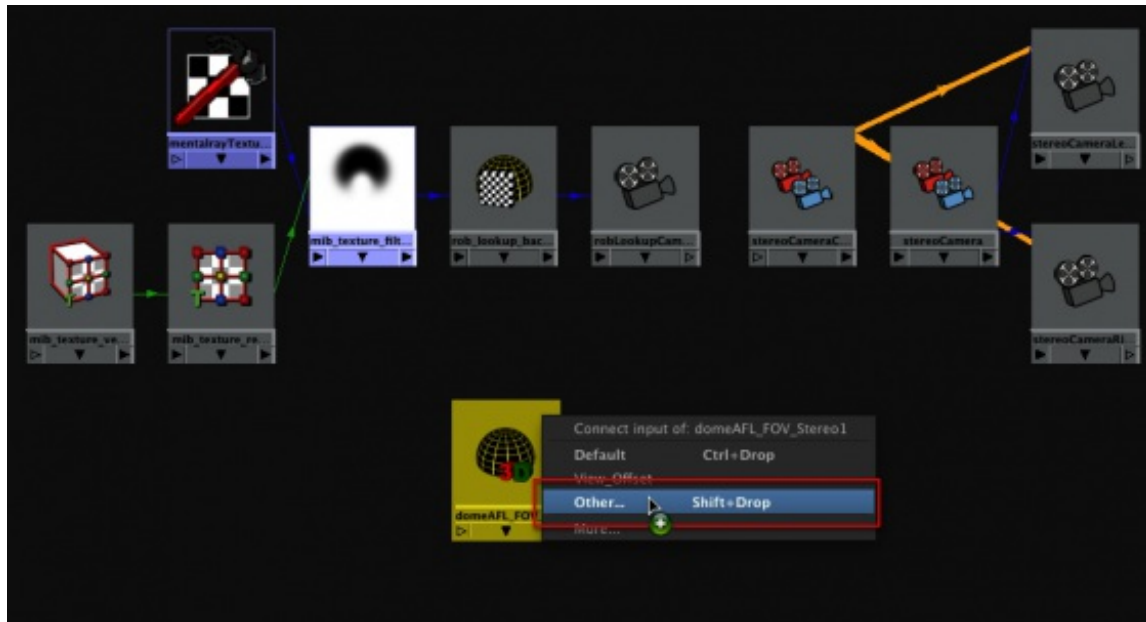 mentalrayTextu...
stereoCameraLe...
mib_texture_filt...
rob_lookup_bac...
robLookupCam...
stereoCameraC...
stereoCamera
mib_texture_ve...
mib_texture_re...
stereoCameraRi...
3D
domeAFL_FOV
Connect input of: domeAFL_FOV_Stereo1
Default Ctrl+Drop
View_Offset
Other... Shift+Drop
More...